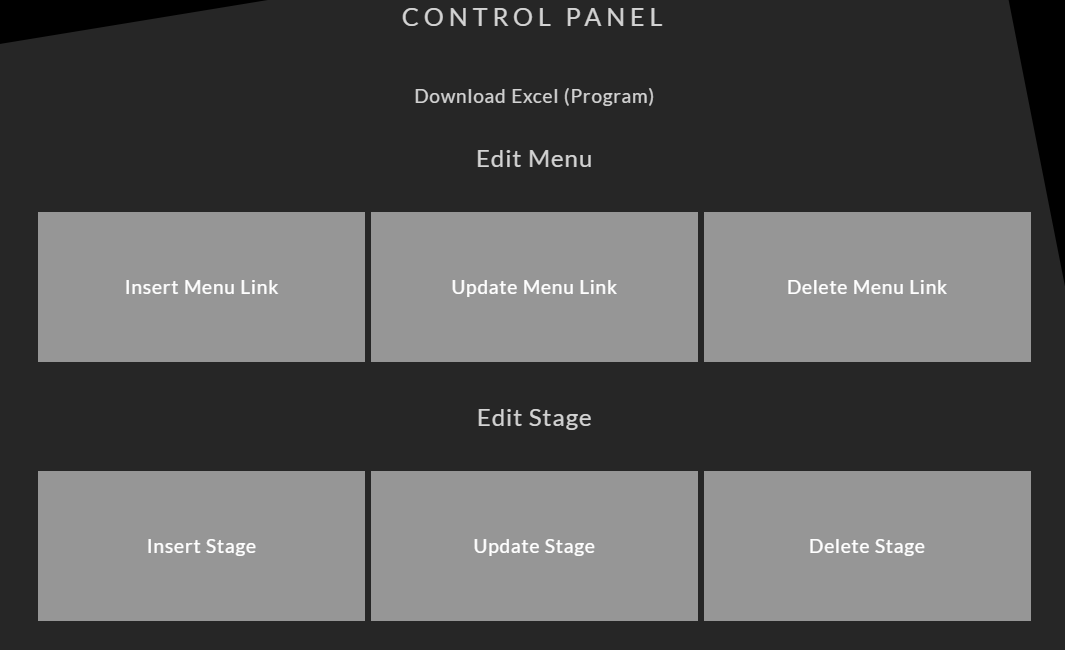 CONTROL PANEL
Download Excel (Program)
Edit Menu
Insert Menu Link
Update Menu Link
Delete Menu Link
Edit Stage
Insert Stage
Update Stage
Delete Stage